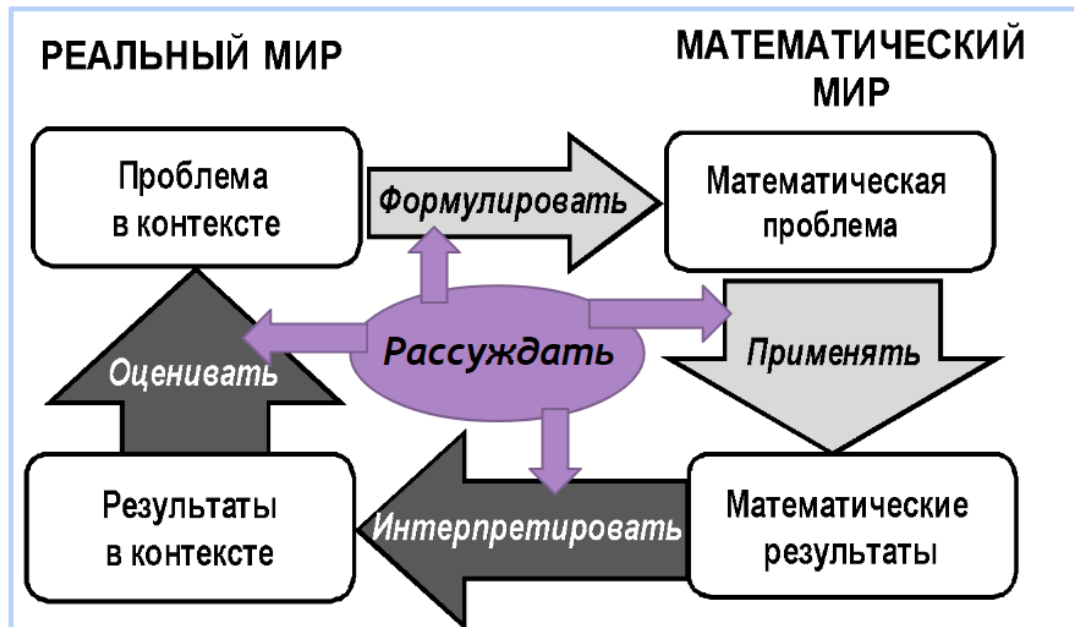 РЕАЛЬНЫЙ МИР
МАТЕМАТИЧЕСКИЙ
МИР
Проблема
в контексте
Формулировать
Математическая
проблема
Рассуждать
Оценивать
Применять
Результаты
в контексте
Интерпретировать
Математические
результаты